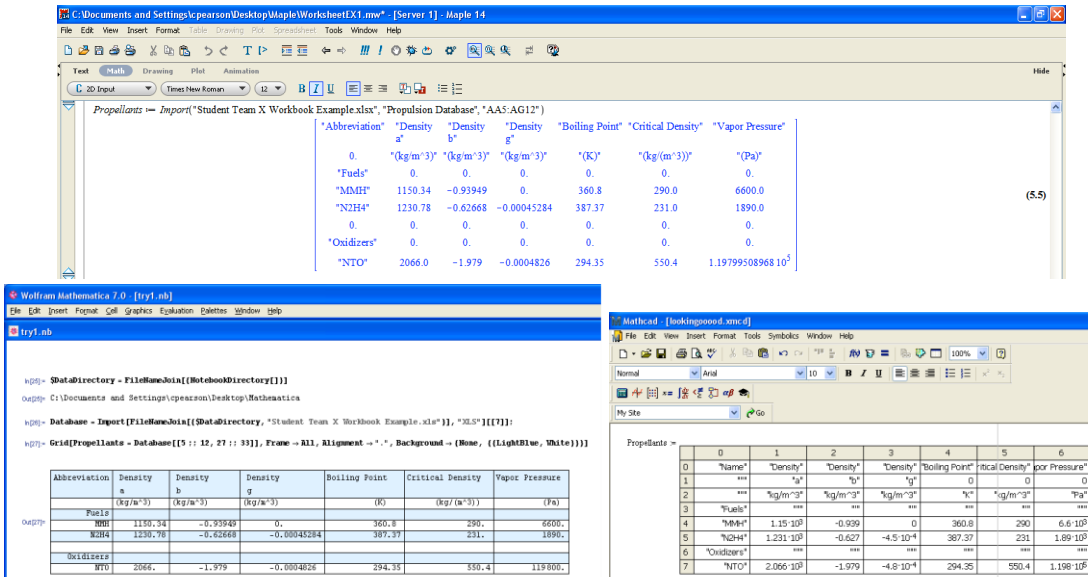 C:\Documents and Settings\cpearson\Desktop\Maple\WorksheetEX1.mw* - [Server 1] - Maple 14
File Edit View Insert Format Table Drawing Plot Spreadsheet Tools Window Help
Text Math Drawing Plot Animation Hide
C 2D Input Times New Roman 12 B I U
Propellants := Import("Student Team X Workbook Example.xlsx", "Propulsion Database", "AA5:AG12")
"Abbreviation" "Density a" "Density b" "Density g" "Boiling Point" "Critical Density" "Vapor Pressure"
0. "(kg/m^3)" "(kg/m^3)" "(kg/m^3)" "(K)" "(kg/(m^3))" "(Pa)"
"Fuels" 0. 0. 0. 0. 0. 0.
"MMH" 1150.34 −0.93949 0. 360.8 290.0 6600.0
(5.5)
"N2H4" 1230.78 −0.62668 −0.00045284 387.37 231.0 1890.0
0. 0. 0. 0. 0. 0. 0.
"Oxidizers" 0. 0. 0. 0. 0. 0.
"NTO" 2066.0 −1.979 −0.0004826 294.35 550.4 1.19799508968 10^5
Wolfram Mathematica 7.0 - [try1.nb]
File Edit Insert Format Cell Graphics Evaluation Palettes Window Help
try1.nb
In[25]:= $DataDirectory = FileNameJoin[{NotebookDirectory[]}]
Out[25]= C:\Documents and Settings\cpearson\Desktop\Mathematica
In[26]:= Database = Import[FileNameJoin[{$DataDirectory, "Student Team X Workbook Example.xls"}], "XLS"][[7]];
In[27]:= Grid[Propellants = Database[[5 ;; 12, 27 ;; 33]], Frame → All, Alignment → ".", Background → {None, {{LightBlue, White}}}]
Abbreviation Density a Density b Density g Boiling Point Critical Density Vapor Pressure
(kg/m^3) (kg/m^3) (kg/m^3) (K) (kg/(m^3)) (Pa)
Fuels
Out[27]= MMH 1150.34 -0.93949 0. 360.8 290. 6600.
N2H4 1230.78 -0.62668 -0.00045284 387.37 231. 1890.
Oxidizers
NTO 2066. -1.979 -0.0004826 294.35 550.4 119800.
Mathcad - [lookingooood.xmcd]
File Edit View Insert Format Tools Symbolics Window Help
100%
Normal Arial 10 B I U
My Site Go
Propellants :=
0 1 2 3 4 5 6
0 "Name" "Density" "Density" "Density" "Boiling Point" ritical Density" apor Pressure"
1 "" "a" "b" "g" 0 0 0
2 "" "kg/m^3" "kg/m^3" "kg/m^3" "K" "kg/m^3" "Pa"
3 "Fuels" "" "" "" "" "" ""
4 "MMH" 1.15·10^3 -0.939 0 360.8 290 6.6·10^3
5 "N2H4" 1.231·10^3 -0.627 -4.5·10^-4 387.37 231 1.89·10^3
6 "Oxidizers" "" "" "" "" "" ""
7 "NTO" 2.066·10^3 -1.979 -4.8·10^-4 294.35 550.4 1.198·10^5